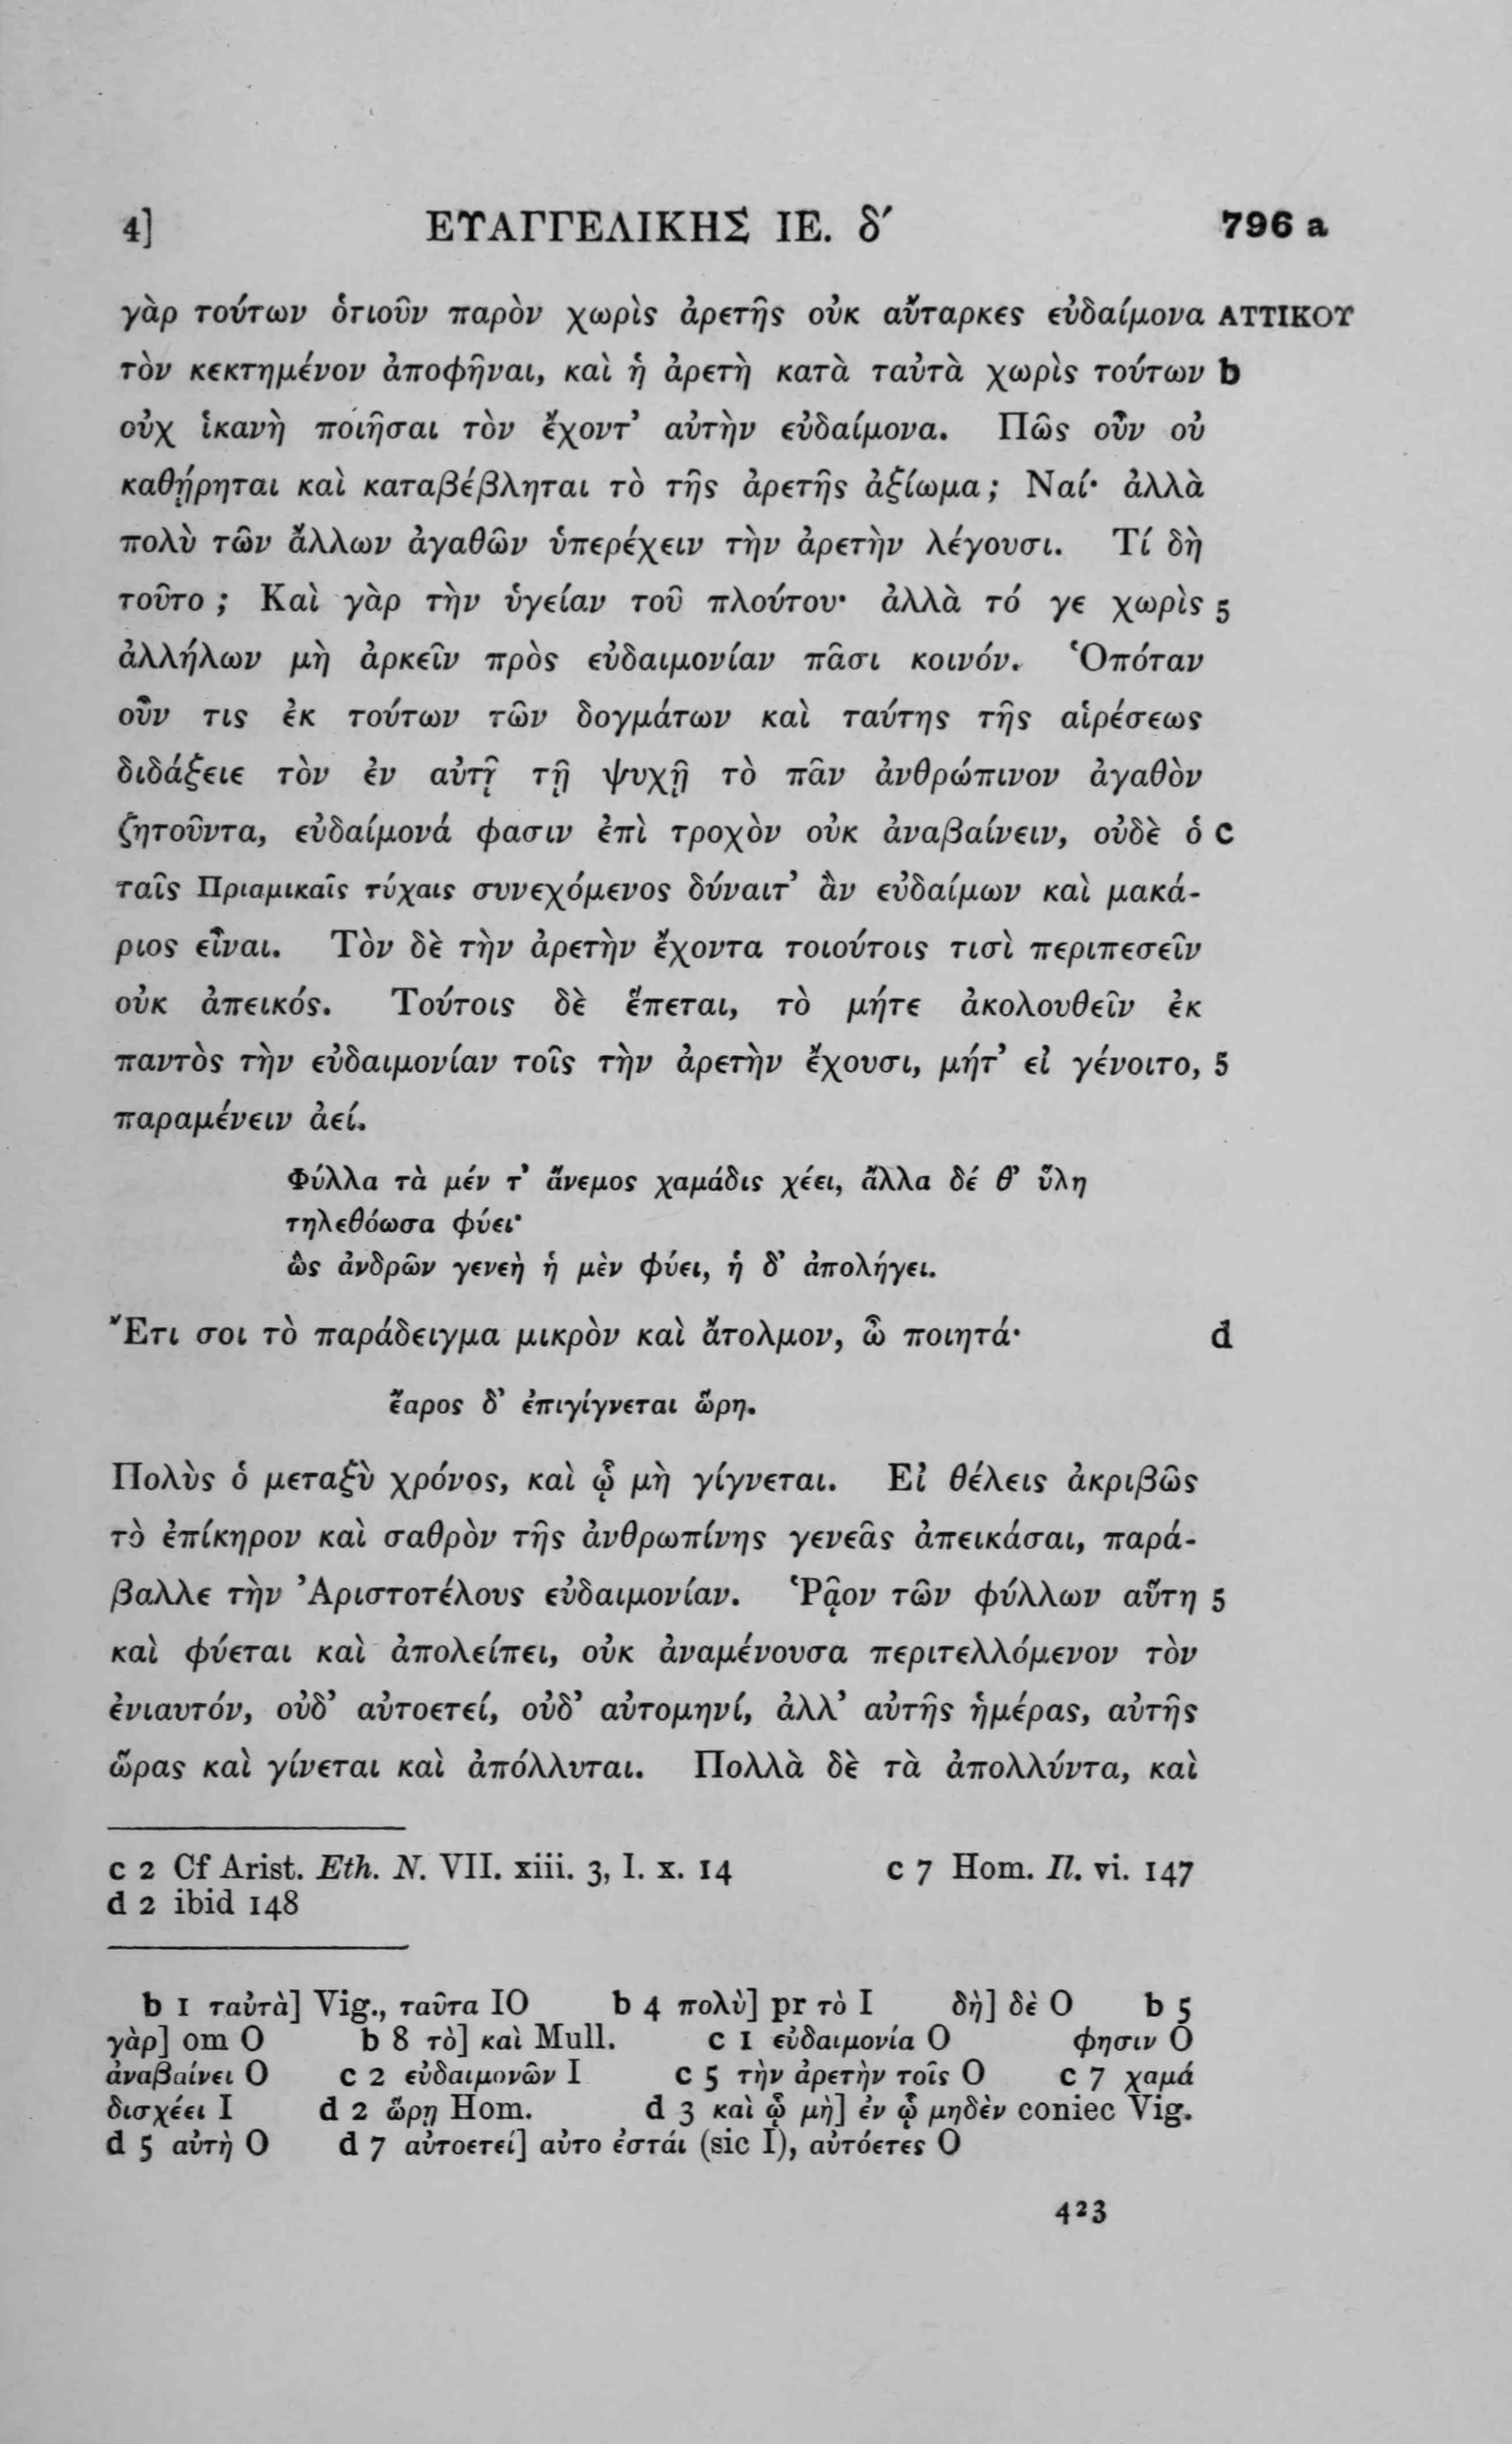 4] ΕΥΑΓΓΕΛΙΚΗΣ ΙΕ. δ′ 796 a
γὰρ τούτων ὁτιοῦν παρὸν χωρὶς ἀρετῆς οὐκ αὔταρκες εὐδαίμονα ΑΤΤΙΚΟΥ
τὸν κεκτημένον ἀποφῆναι, καὶ ἡ ἀρετὴ κατὰ ταὐτὰ χωρὶς τούτων b
οὐχ ἱκανὴ ποιῆσαι τὸν ἔχοντ’ αὐτὴν εὐδαίμονα. Πῶς οὖν οὐ
καθῄρηται καὶ καταβέβληται τὸ τῆς ἀρετῆς ἀξίωμα; Ναί· ἀλλὰ
πολὺ τῶν ἄλλων ἀγαθῶν ὑπερέχειν τὴν ἀρετὴν λέγουσι. Τί δὴ
τοῦτο ; Καὶ γὰρ τὴν ὑγείαν τοῦ πλούτου· ἀλλὰ τό γε χωρὶς 5
ἀλλήλων μὴ ἀρκεῖν πρὸς εὐδαιμονίαν πᾶσι κοινόν. Ὁπόταν
οὖν τις ἐκ τούτων τῶν δογμάτων καὶ ταύτης τῆς αἱρέσεως
διδάξειε τὸν ἐν αὐτῇ τῇ ψυχῇ τὸ πᾶν ἀνθρώπινον ἀγαθὸν
ζητοῦντα, εὐδαίμονά φασιν ἐπὶ τροχὸν οὐκ ἀναβαίνειν, οὐδὲ ὁ c
ταῖς Πριαμικαῖς τύχαις συνεχόμενος δύναιτ’ ἂν εὐδαίμων καὶ μακά-
ριος εἶναι. Τὸν δὲ τὴν ἀρετὴν ἔχοντα τοιούτοις τισὶ περιπεσεῖν
οὐκ ἀπεικός. Τούτοις δὲ ἕπεται, τὸ μήτε ἀκολουθεῖν ἐκ
παντὸς τὴν εὐδαιμονίαν τοῖς τὴν ἀρετὴν ἔχουσι, μήτ’ εἰ γένοιτο, 5
παραμένειν ἀεί.
Φύλλα τὰ μέν τ’ ἄνεμος χαμάδις χέει, ἄλλα δέ θ’ ὕλη
τηλεθόωσα φύει·
ὣς ἀνδρῶν γενεὴ ἡ μὲν φύει, ἡ δ’ ἀπολήγει.
Ἔτι σοι τὸ παράδειγμα μικρὸν καὶ ἄτολμον, ὦ ποιητά· d
ἔαρος δ’ ἐπιγίγνεται ὥρη.
Πολὺς ὁ μεταξὺ χρόνος, καὶ ᾧ μὴ γίγνεται. Εἰ θέλεις ἀκριβῶς
τὸ ἐπίκηρον καὶ σαθρὸν τῆς ἀνθρωπίνης γενεᾶς ἀπεικάσαι, παρά-
βαλλε τὴν Ἀριστοτέλους εὐδαιμονίαν. Ῥᾷον τῶν φύλλων αὕτη 5
καὶ φύεται καὶ ἀπολείπει, οὐκ ἀναμένουσα περιτελλόμενον τὸν
ἐνιαυτόν, οὐδ’ αὐτοετεί, οὐδ’ αὐτομηνί, ἀλλ’ αὐτῆς ἡμέρας, αὐτῆς
ὥρας καὶ γίνεται καὶ ἀπόλλυται. Πολλὰ δὲ τὰ ἀπολλύντα, καὶ
c 2 Cf Arist. Eth. N. VII. xiii. 3, I. x. 14 c 7 Hom. Il. vi. 147
d 2 ibid 148
b 1 ταὐτὰ] Vig., ταῦτα IO b 4 πολὺ] pr τὸ I δὴ] δὲ O b 5
γὰρ] om O b 8 τὸ] καὶ Mull. c 1 εὐδαιμονία O φησιν O
ἀναβαίνει O c 2 εὐδαιμονῶν I c 5 τὴν ἀρετὴν τοῖς O c 7 χαμά
δισχέει I d 2 ὥρῃ Hom. d 3 καὶ ᾧ μὴ] ἐν ᾧ μηδὲν coniec Vig.
d 5 αὐτὴ O d 7 αὐτοετεί] αὐτο ἐστάι (sic I), αὐτόετες O
423